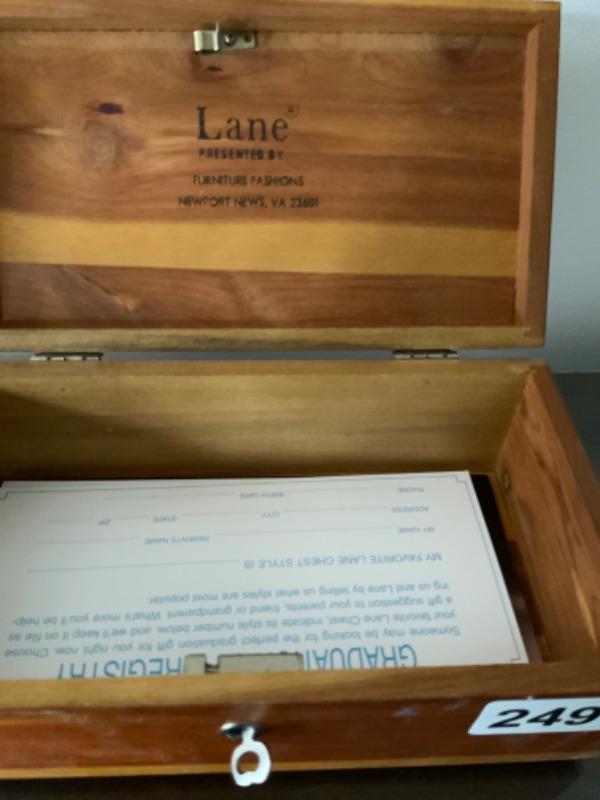 Lane
PRESENTED BY
FURNITURE FASHIONS
NEWPORT NEWS, VA 23601
GRADUAT REGISTRY
Someone may be looking for the perfect graduation gift for you right now. Choose
your favorite Lane Chest, indicate its style number below, and we'll keep it on file as
a gift suggestion to your parents, friend or grandparent. What's more you'll be help-
ing us and Lane by telling us what styles are most popular.
MY FAVORITE LANE CHEST STYLE IS
MY NAME PARENTS NAME
ADDRESS CITY STATE ZIP
PHONE BIRTH DATE
249